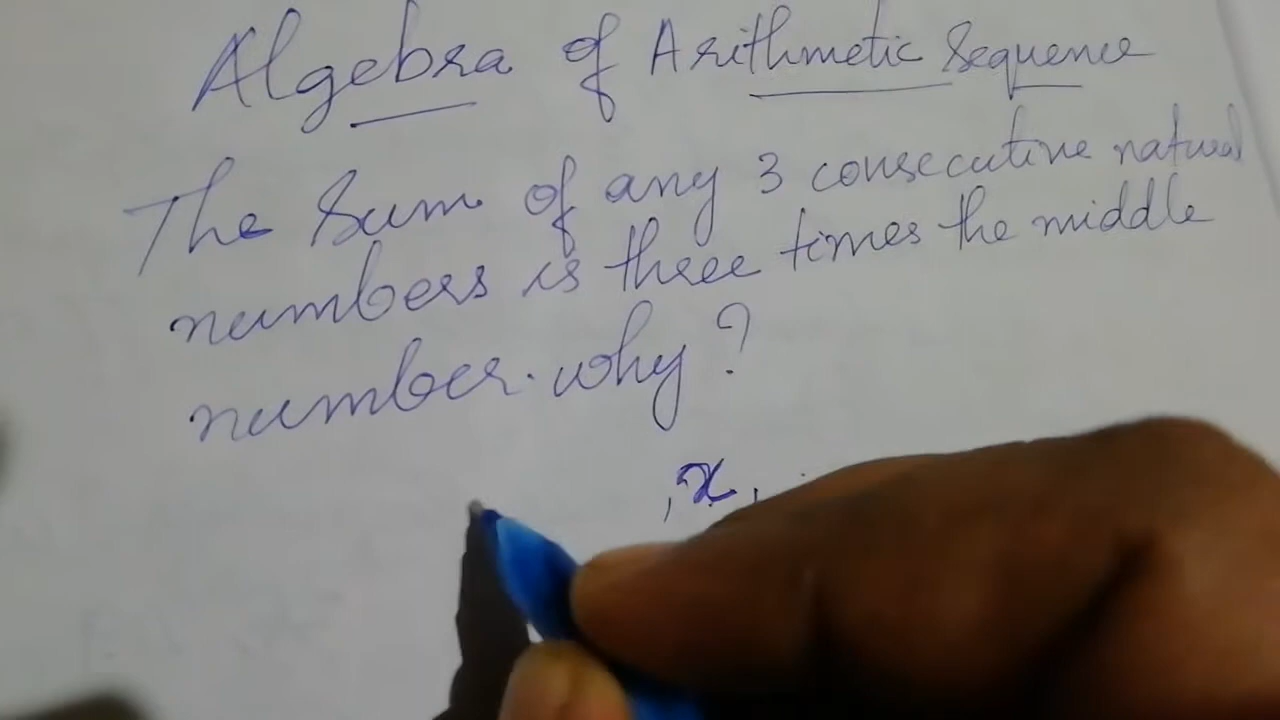 Algebra of Arithmetic Sequence
The Sum of any 3 consecutive natural
numbers is three times the middle
number. why?
, x ,